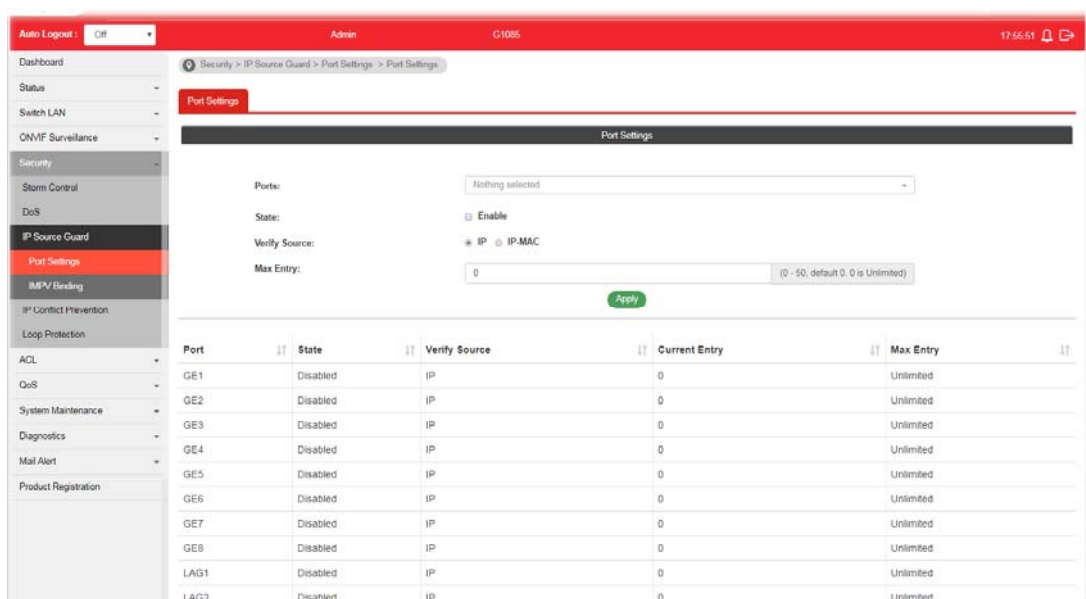 Auto Logout : Off Admin G1085 17:55:51
Dashboard
Status
Switch LAN
ONVIF Surveillance
Security
Storm Control
DoS
IP Source Guard
Port Settings
IMPV Binding
IP Conflict Prevention
Loop Protection
ACL
QoS
System Maintenance
Diagnostics
Mail Alert
Product Registration
Security > IP Source Guard > Port Settings > Port Settings
Port Settings
Port Settings
Ports: Nothing selected
State: Enable
Verify Source: IP IP-MAC
Max Entry: 0 (0 - 50, default 0. 0 is Unlimited)
Apply
Port State Verify Source Current Entry Max Entry
GE1 Disabled IP 0 Unlimited
GE2 Disabled IP 0 Unlimited
GE3 Disabled IP 0 Unlimited
GE4 Disabled IP 0 Unlimited
GE5 Disabled IP 0 Unlimited
GE6 Disabled IP 0 Unlimited
GE7 Disabled IP 0 Unlimited
GE8 Disabled IP 0 Unlimited
LAG1 Disabled IP 0 Unlimited
LAG2 Disabled IP 0 Unlimited